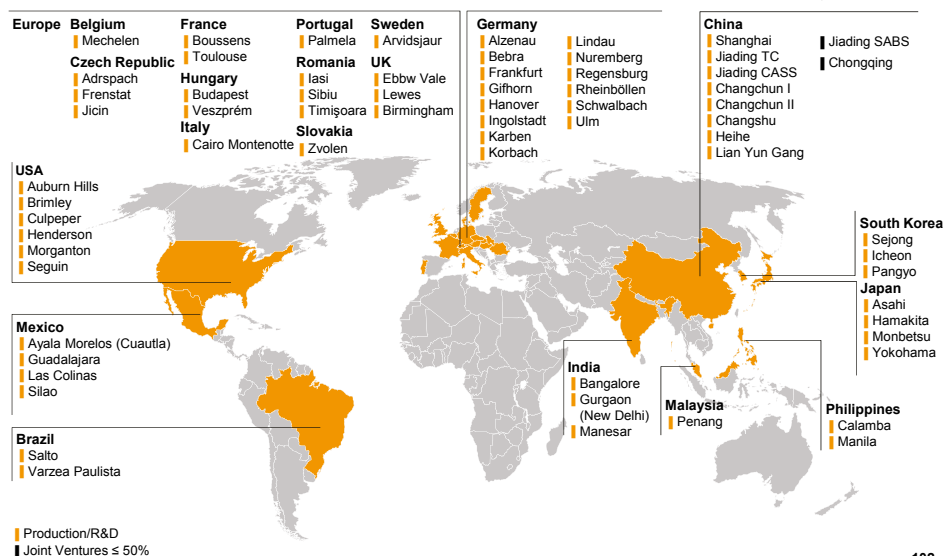 Europe
Belgium
Mechelen
Czech Republic
Adrspach
Frenstat
Jicin
France
Boussens
Toulouse
Hungary
Budapest
Veszprém
Italy
Cairo Montenotte
Portugal
Palmela
Romania
Iasi
Sibiu
Timişoara
Slovakia
Zvolen
Sweden
Arvidsjaur
UK
Ebbw Vale
Lewes
Birmingham
Germany
Alzenau
Bebra
Frankfurt
Gifhorn
Hanover
Ingolstadt
Karben
Korbach
Lindau
Nuremberg
Regensburg
Rheinböllen
Schwalbach
Ulm
China
Shanghai
Jiading TC
Jiading CASS
Changchun I
Changchun II
Changshu
Heihe
Lian Yun Gang
Jiading SABS
Chongqing
USA
Auburn Hills
Brimley
Culpeper
Henderson
Morganton
Seguin
South Korea
Sejong
Icheon
Pangyo
Japan
Asahi
Hamakita
Monbetsu
Yokohama
Mexico
Ayala Morelos (Cuautla)
Guadalajara
Las Colinas
Silao
India
Bangalore
Gurgaon
(New Delhi)
Manesar
Malaysia
Penang
Philippines
Calamba
Manila
Brazil
Salto
Varzea Paulista
Production/R&D
Joint Ventures ≤ 50%